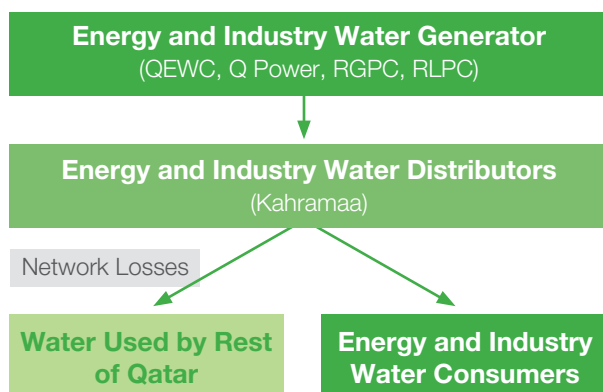 Energy and Industry Water Generator
(QEWC, Q Power, RGPC, RLPC)
Energy and Industry Water Distributors
(Kahramaa)
Network Losses
Water Used by Rest
of Qatar
Energy and Industry
Water Consumers